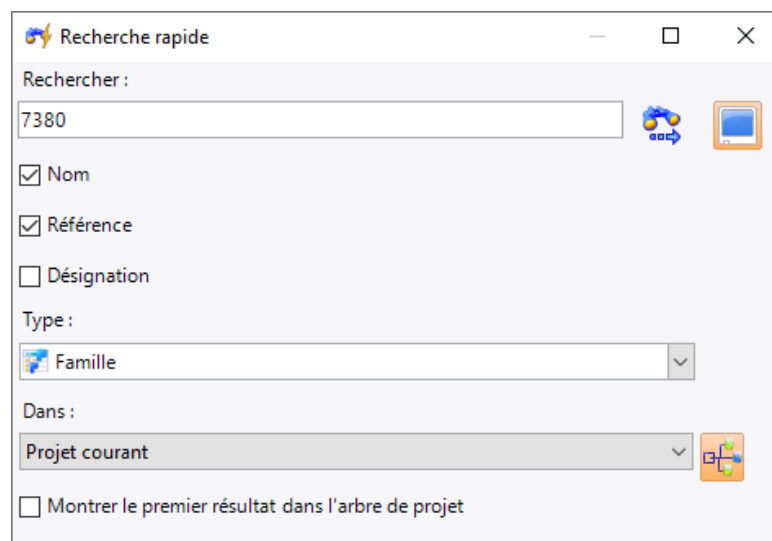 Recherche rapide
Rechercher :
7380
Nom
Référence
Désignation
Type :
Famille
Dans :
Projet courant
Montrer le premier résultat dans l'arbre de projet